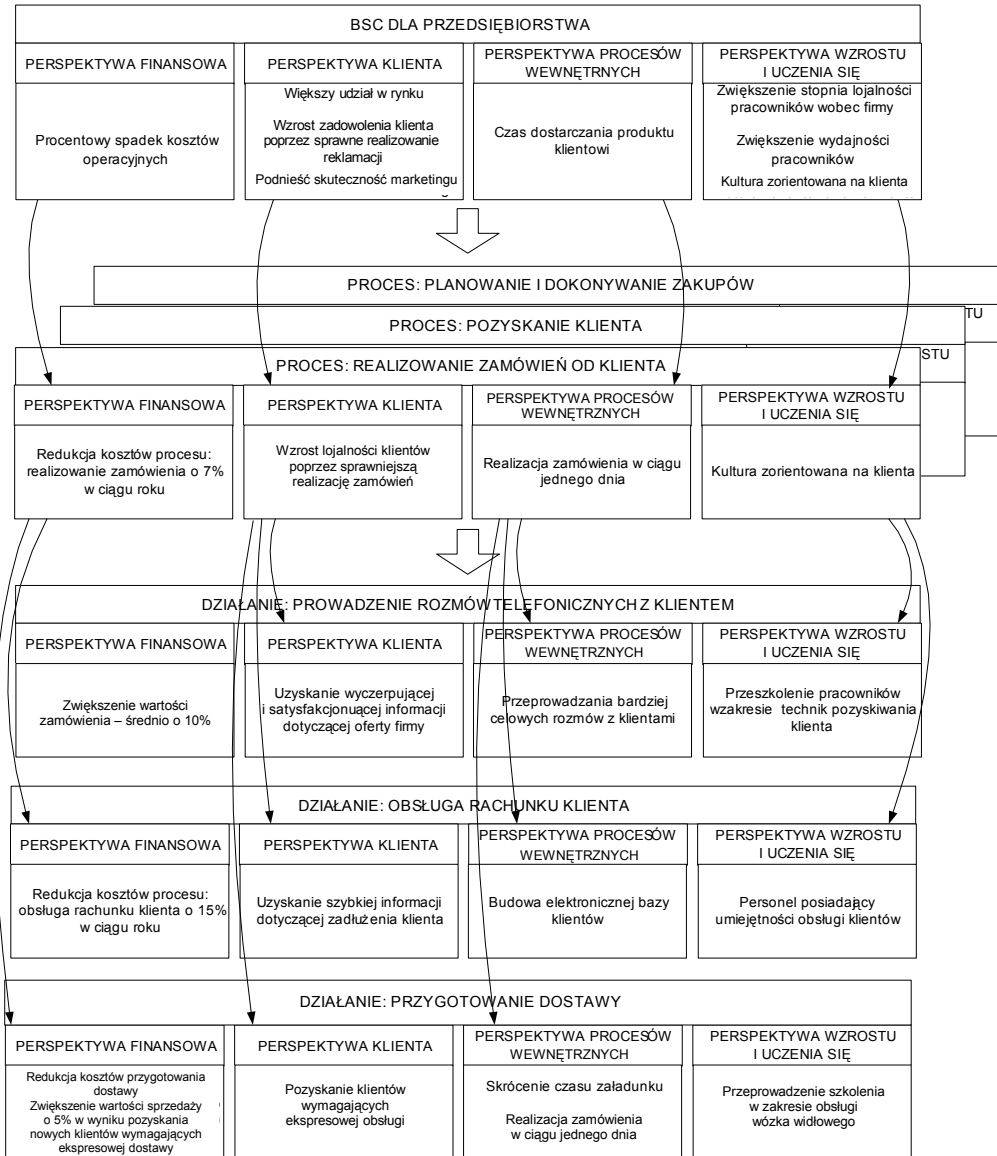 BSC DLA PRZEDSIĘBIORSTWA
PERSPEKTYWA FINANSOWA
PERSPEKTYWA KLIENTA
PERSPEKTYWA PROCESÓW
WEWNĘTRZNYCH
PERSPEKTYWA WZROSTU
I UCZENIA SIĘ
Procentowy spadek kosztów
operacyjnych
Większy udział w rynku
Wzrost zadowolenia klienta
poprzez sprawne realizowanie
reklamacji
Podnieść skuteczność marketingu
Czas dostarczania produktu
klientowi
Zwiększenie stopnia lojalności
pracowników wobec firmy
Zwiększenie wydajności
pracowników
Kultura zorientowana na klienta
PROCES: PLANOWANIE I DOKONYWANIE ZAKUPÓW
TU
PROCES: POZYSKANIE KLIENTA
STU
PROCES: REALIZOWANIE ZAMÓWIEŃ OD KLIENTA
PERSPEKTYWA FINANSOWA
PERSPEKTYWA KLIENTA
PERSPEKTYWA PROCESÓW
WEWNĘTRZNYCH
PERSPEKTYWA WZROSTU
I UCZENIA SIĘ
Redukcja kosztów procesu:
realizowanie zamówienia o 7%
w ciągu roku
Wzrost lojalności klientów
poprzez sprawniejszą
realizację zamówień
Realizacja zamówienia w ciągu
jednego dnia
Kultura zorientowana na klienta
DZIAŁANIE: PROWADZENIE ROZMÓW TELEFONICZNYCH Z KLIENTEM
PERSPEKTYWA FINANSOWA
PERSPEKTYWA KLIENTA
PERSPEKTYWA PROCESÓW
WEWNĘTRZNYCH
PERSPEKTYWA WZROSTU
I UCZENIA SIĘ
Zwiększenie wartości
zamówienia – średnio o 10%
Uzyskanie wyczerpującej
i satysfakcjonuącej informacji
dotyczącej oferty firmy
Przeprowadzania bardziej
celowych rozmów z klientami
Przeszkolenie pracowników
wzakresie technik pozyskiwania
klienta
DZIAŁANIE: OBSŁUGA RACHUNKU KLIENTA
PERSPEKTYWA FINANSOWA
PERSPEKTYWA KLIENTA
PERSPEKTYWA PROCESÓW
WEWNĘTRZNYCH
PERSPEKTYWA WZROSTU
I UCZENIA SIĘ
Redukcja kosztów procesu:
obsługa rachunku klienta o 15%
w ciągu roku
Uzyskanie szybkiej informacji
dotyczącej zadłużenia klienta
Budowa elektronicznej bazy
klientów
Personel posiadający
umiejętności obsługi klientów
DZIAŁANIE: PRZYGOTOWANIE DOSTAWY
PERSPEKTYWA FINANSOWA
PERSPEKTYWA KLIENTA
PERSPEKTYWA PROCESÓW
WEWNĘTRZNYCH
PERSPEKTYWA WZROSTU
I UCZENIA SIĘ
Redukcja kosztów przygotowania
dostawy
Zwiększenie wartości sprzedaży
o 5% w wyniku pozyskania
nowych klientów wymagających
ekspresowej dostawy
Pozyskanie klientów
wymagających
ekspresowej obsługi
Skrócenie czasu załadunku
Realizacja zamówienia
w ciągu jednego dnia
Przeprowadzenie szkolenia
w zakresie obsługi
wózka widłowego